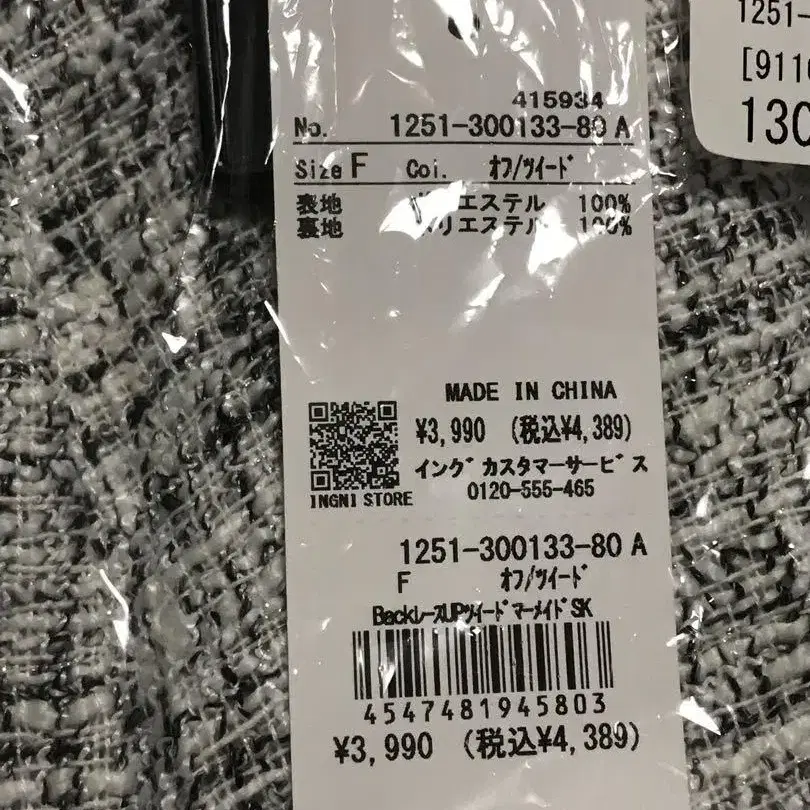 415934
No. 1251-300133-80 A
Size F Col. ｵﾌ/ﾂｲｰﾄﾞ
表地 ポリエステル 100%
裏地 ポリエステル 100%
MADE IN CHINA
¥3,990 (税込¥4,389)
イング カスタマーサービス
0120-555-465
INGNI STORE
1251-300133-80 A
F ｵﾌ/ﾂｲｰﾄﾞ
BackﾚｰｽUPﾂｲｰﾄﾞﾏｰﾒｲﾄﾞSK
4547481945803
¥3,990 (税込¥4,389)
1251-
[911
130